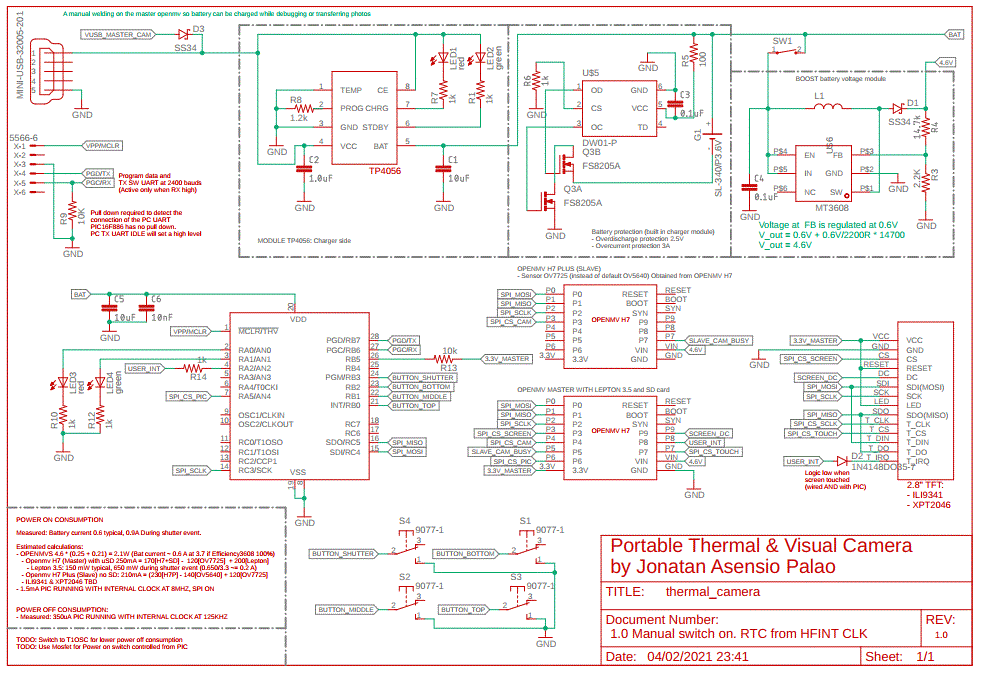 A manual welding on the master openmv so battery can be charged while debugging or transferring photos
MINI-USB-32005-201
VUSB_MASTER_CAM
D3
SS34
1
2
3
4
5
GND
5566-6
X-1
X-2
X-3
X-4
X-5
VPP/MCLR
PGD/TX
PGC/RX
R9
10K
GND
Program data and
TX SW UART at 2400 bauds
(Active only when RX high)
Pull down required to detect the
connection of the PC UART
PIC16F886 has no pull down.
PC TX UART IDLE will set a high level
R8
1.2k
GND
TEMP
PROG
GND
VCC
CE
CHRG
STDBY
BAT
TP4056
C2
1.0uF
GND
C1
10uF
GND
LED1
red
LED2
green
R7
1k
R1
1k
MODULE TP4056: Charger side
R6
1k
U$5
OD
CS
OC
GND
VCC
TD
DW01-P
Q3B
FS8205A
Q3A
FS8205A
GND
GND
R5
100
C3
0.1uF
G1
SL-340/P3.6V
Battery protection (built in charger module)
- Overdischarge protection 2.5V
- Overcurrent protection 3A
SW1
BAT
4.6V
BOOST battery voltage module
L1
D1
SS34
14.7k
R4
2.2K
R3
GND
P$4
P$5
P$6
EN
IN
NC
U$6
FB
GND
SW
P$3
P$2
P$1
MT3608
GND
C4
0.1uF
GND
Voltage at FB is regulated at 0.6V
V_out = 0.6V + 0.6V/2200R * 14700
V_out = 4.6V
BAT
C5
10uF
C6
10nF
GND
VPP/MCLR
USER_INT
1k
R14
SPI_CS_PIC
SPI_SCLK
LED3
red
LED4
green
R10
1k
R12
1k
GND
VDD
MCLR/THV
RA0/AN0
RA1/AN1
RA2/AN2
RA3/AN3
RA4/T0CKI
RA5/AN4
OSC1/CLKIN
OSC2/CLKOUT
RC0/T1OSO
RC1/T1OSI
RC2/CCP1
RC3/SCK
PGD/RB7
PGC/RB6
RB5
RB4
PGM/RB3
RB2
RB1
INT/RB0
RC7
RC6
SDO/RC5
SDI/RC4
VSS
GND
PGD/TX
PGC/RX
10k
R13
3.3V_MASTER
BUTTON_SHUTTER
BUTTON_BOTTOM
BUTTON_MIDDLE
BUTTON_TOP
SPI_MISO
SPI_MOSI
OPENMV H7 PLUS (SLAVE)
- Sensor OV7725 (instead of default OV5640) Obtained from OPENMV H7
SPI_MOSI
SPI_MISO
SPI_SCLK
SPI_CS_CAM
P0
P1
P2
P3
P4
P5
P6
3.3V
OPENMV H7
RESET
BOOT
SYN
P9
P8
P7
VIN
GND
SLAVE_CAM_BUSY
4.6V
GND
OPENMV MASTER WITH LEPTON 3.5 and SD card
SPI_MOSI
SPI_MISO
SPI_SCLK
SPI_CS_SCREEN
SPI_CS_CAM
SLAVE_CAM_BUSY
SPI_CS_PIC
3.3V_MASTER
P0
P1
P2
P3
P4
P5
P6
3.3V
OPENMV H7
RESET
BOOT
SYN
P9
P8
P7
VIN
GND
SCREEN_DC
USER_INT
SPI_CS_TOUCH
4.6V
GND
3.3V_MASTER
GND
SPI_CS_SCREEN
SCREEN_DC
SPI_MOSI
SPI_SCLK
SPI_MISO
SPI_CS_SCLK
SPI_CS_TOUCH
USER_INT
D2
1N4148DO35-7
Logic low when
screen touched
(wired AND with PIC)
VCC
GND
CS
RESET
DC
SDI(MOSI)
SCK
LED
SDO(MISO)
T_CLK
T_CS
T_DIN
T_DO
T_IRQ
2.8" TFT:
- ILI9341
- XPT2046
POWER ON CONSUMPTION
Measured: Battery current 0.6 typical, 0.9A During shutter event.
Estimated calculations:
- OPENMVS 4.6 * (0.25 + 0.21) = 2.1W (Bat current ~ 0.6 A at 3.7 if Efficiency3608 100%)
- Openmv H7 (Master) with uSD 250mA = 170[H7+SD] - 120[OV7725] + 200[Lepton]
- Lepton 3.5: 150 mW typical, 650 mW during shutter event (0.650/3.3 ~= 0.2 A)
- Openmv H7 Plus (Slave) no SD: 210mA = (230[H7P] - 140[OV5640] + 120[OV7725]
- ILI9341 & XPT2046 TBD
- 1.5mA PIC RUNNING WITH INTERNAL CLOCK AT 8MHZ, SPI ON
POWER OFF CONSUMPTION:
- Measured: 350uA PIC RUNNING WITH INTERNAL CLOCK AT 125KHZ
TODO: Switch to T1OSC for lower power off consumption
TODO: Use Mosfet for Power on switch controlled from PIC
S4
9077-1
BUTTON_SHUTTER
S1
9077-1
BUTTON_BOTTOM
S2
9077-1
BUTTON_MIDDLE
S3
9077-1
BUTTON_TOP
GND
Portable Thermal & Visual Camera
by Jonatan Asensio Palao
TITLE: thermal_camera
Document Number:
1.0 Manual switch on. RTC from HFINT CLK
REV:
1.0
Date: 04/02/2021 23:41
Sheet: 1/1